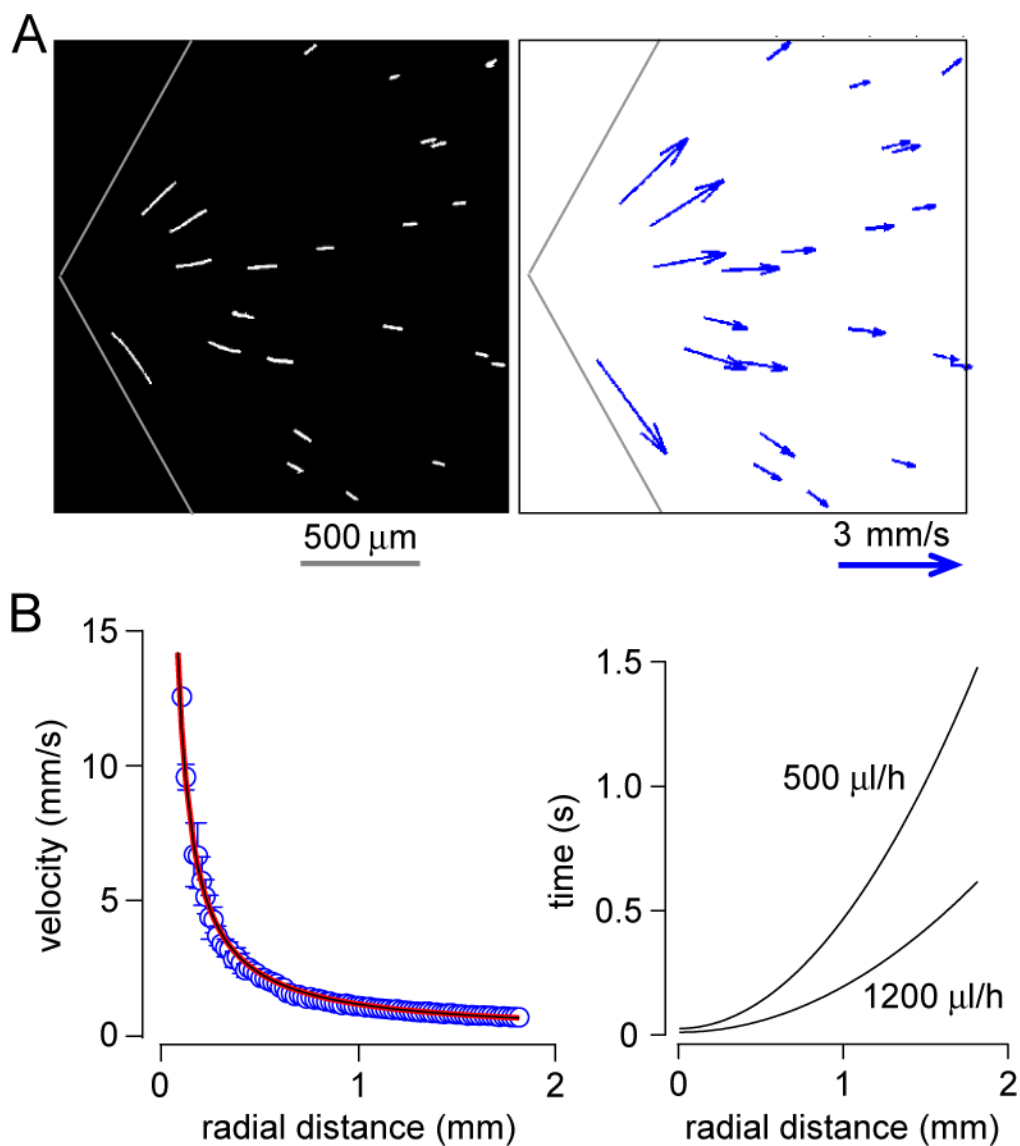 A
500 µm
3 mm/s
B
15
10
5
0
velocity (mm/s)
0
1
2
radial distance (mm)
1.5
1.0
0.5
0
time (s)
500 µl/h
1200 µl/h
0
1
2
radial distance (mm)